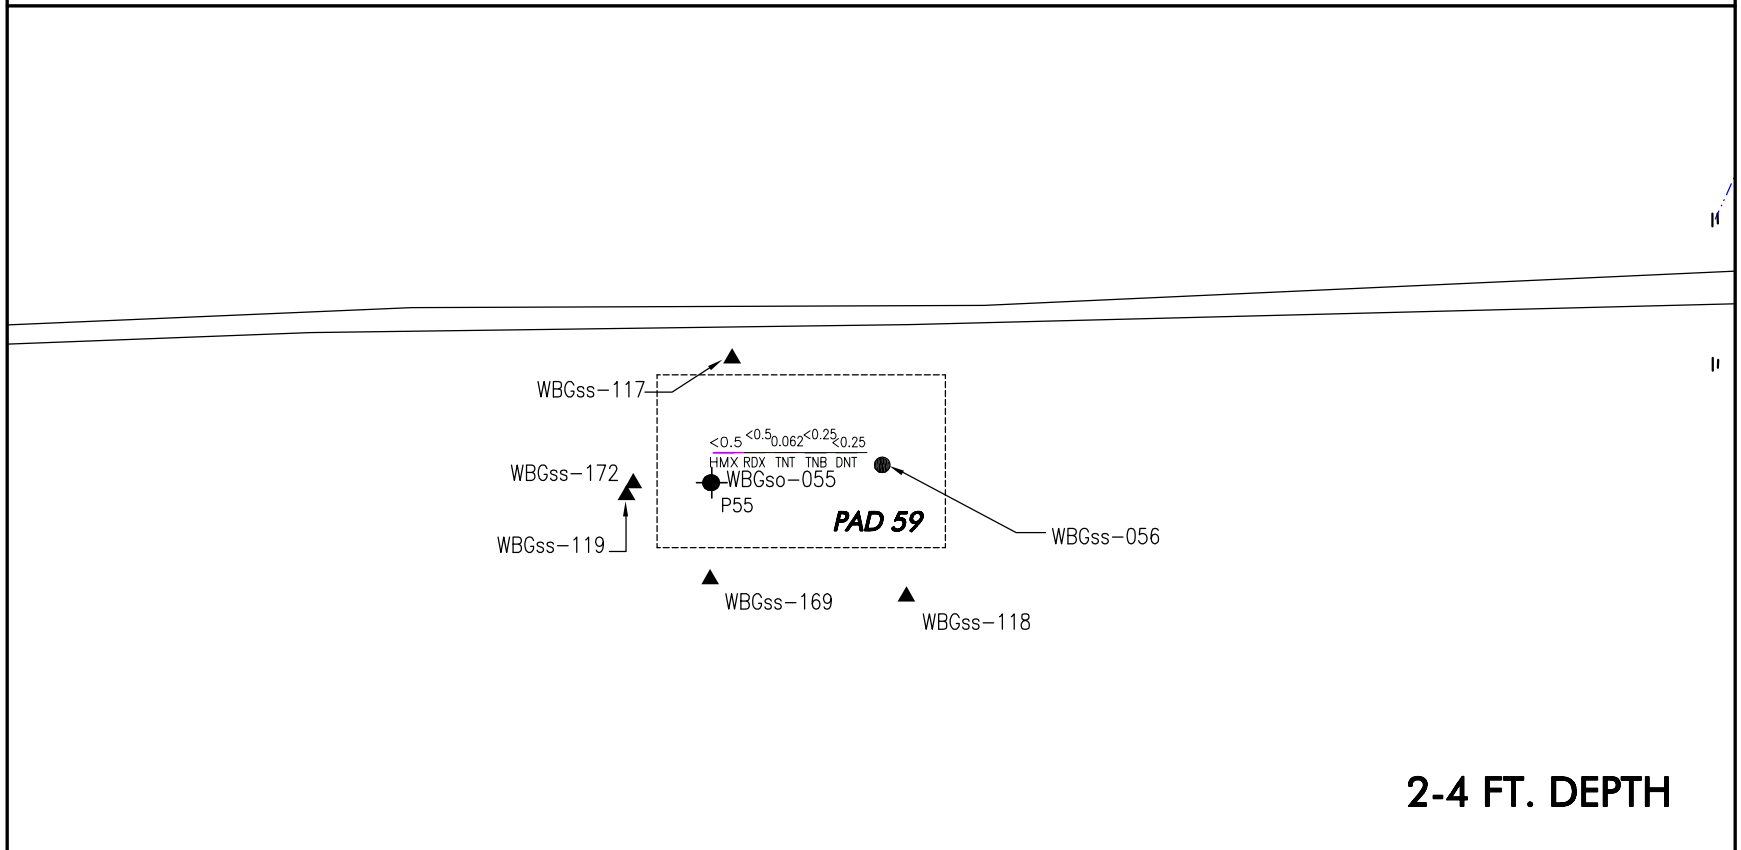 WBGss-117
<0.5 <0.5 0.062 <0.25 <0.25
HMX RDX TNT TNB DNT
WBGss-172
WBGso-055
P55
PAD 59
WBGss-056
WBGss-119
WBGss-169
WBGss-118
2-4 FT. DEPTH